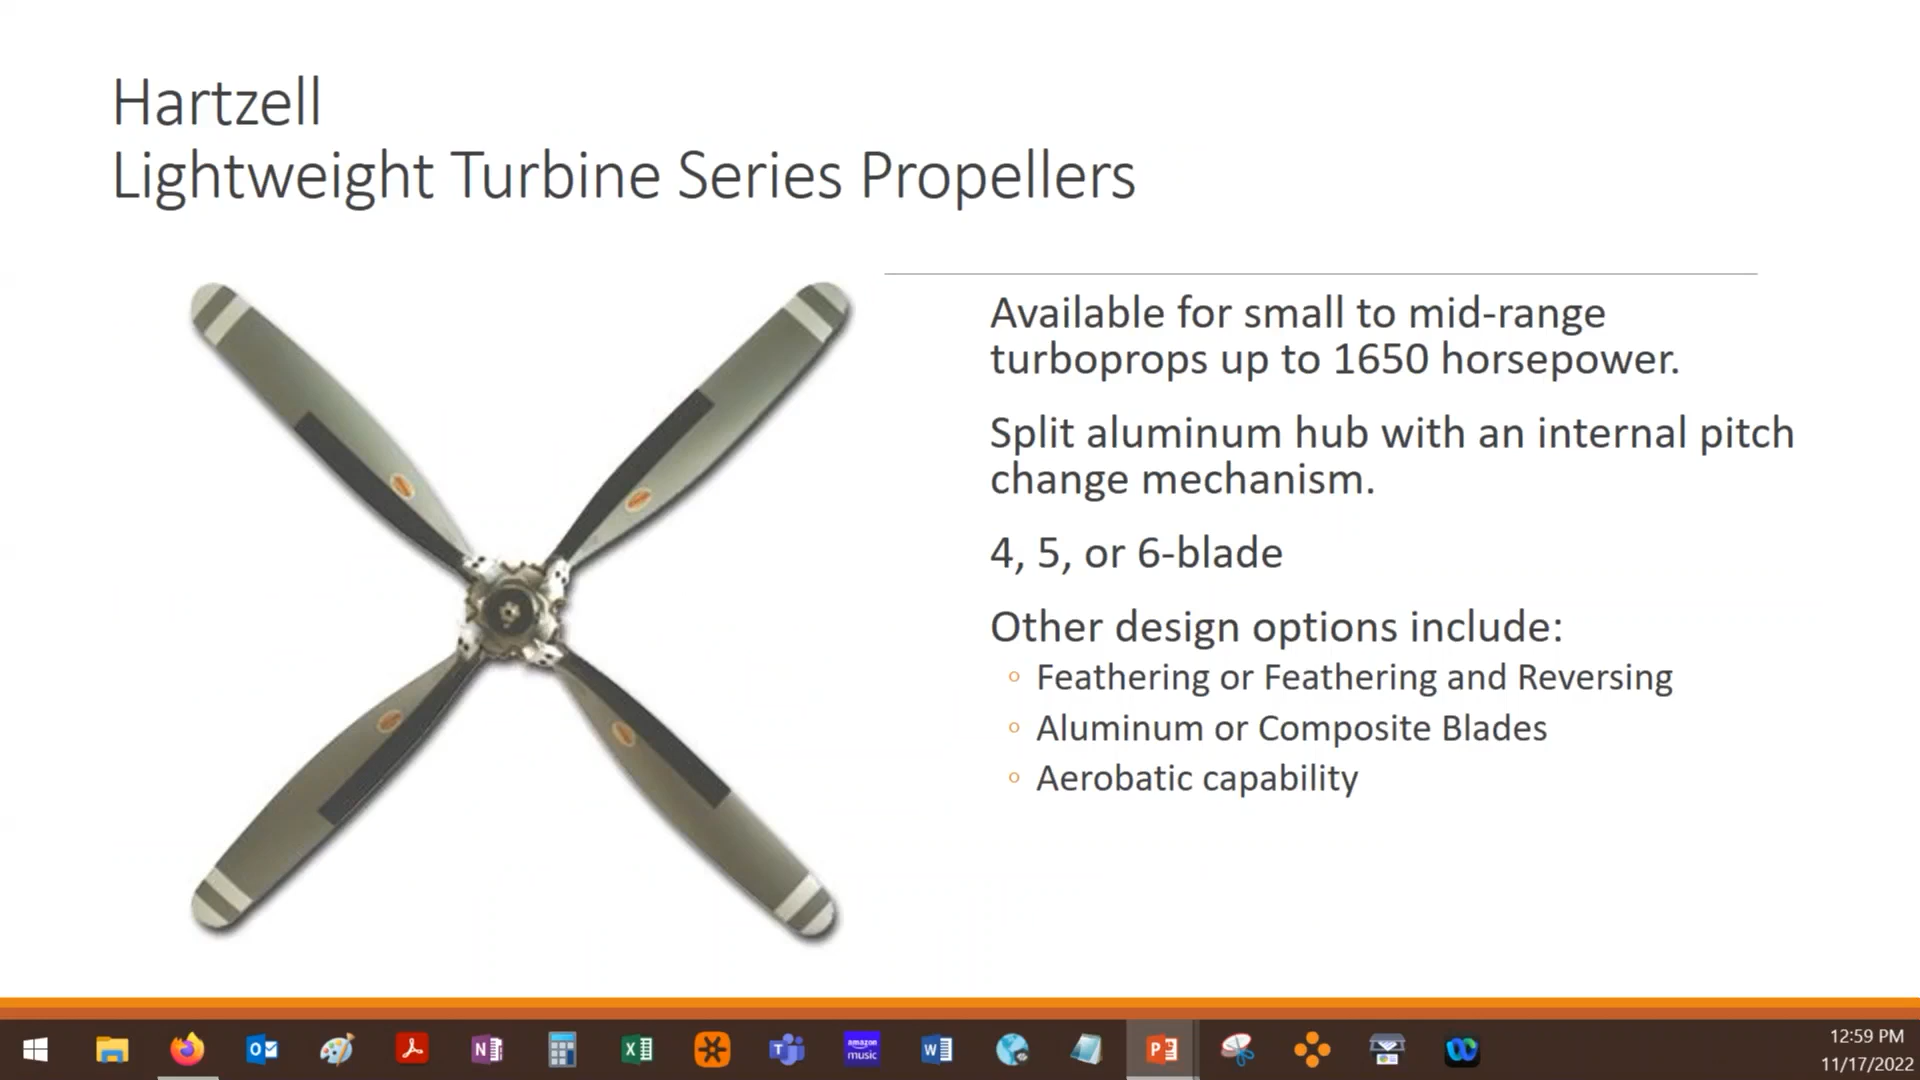 Hartzell
Lightweight Turbine Series Propellers
Available for small to mid-range
turboprops up to 1650 horsepower.
Split aluminum hub with an internal pitch
change mechanism.
4, 5, or 6-blade
Other design options include:
Feathering or Feathering and Reversing
Aluminum or Composite Blades
Aerobatic capability
amazon
music
12:59 PM
11/17/2022